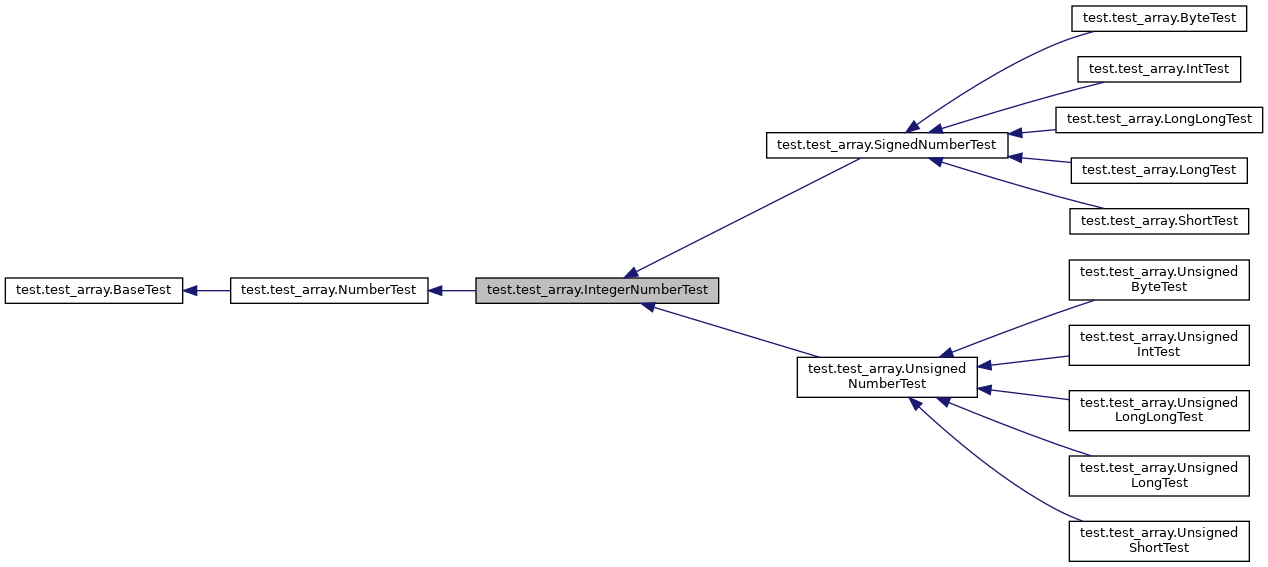 test.test_array.ByteTest
test.test_array.IntTest
test.test_array.LongLongTest
test.test_array.SignedNumberTest
test.test_array.LongTest
test.test_array.ShortTest
test.test_array.BaseTest
test.test_array.NumberTest
test.test_array.IntegerNumberTest
test.test_array.Unsigned
ByteTest
test.test_array.Unsigned
IntTest
test.test_array.Unsigned
NumberTest
test.test_array.Unsigned
LongLongTest
test.test_array.Unsigned
LongTest
test.test_array.Unsigned
ShortTest